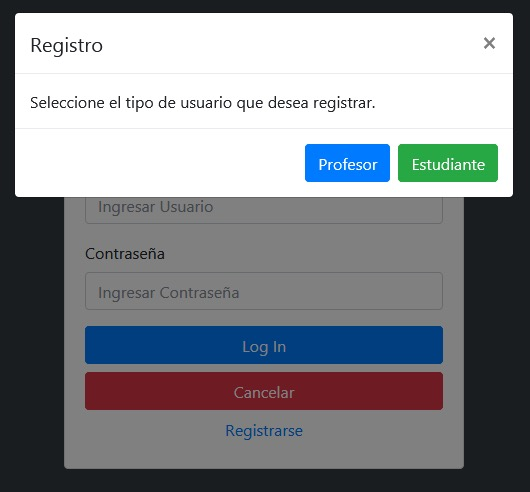 Registro ×
Seleccione el tipo de usuario que desea registrar.
Profesor Estudiante
Ingresar Usuario
Contraseña
Ingresar Contraseña
Log In
Cancelar
Registrarse